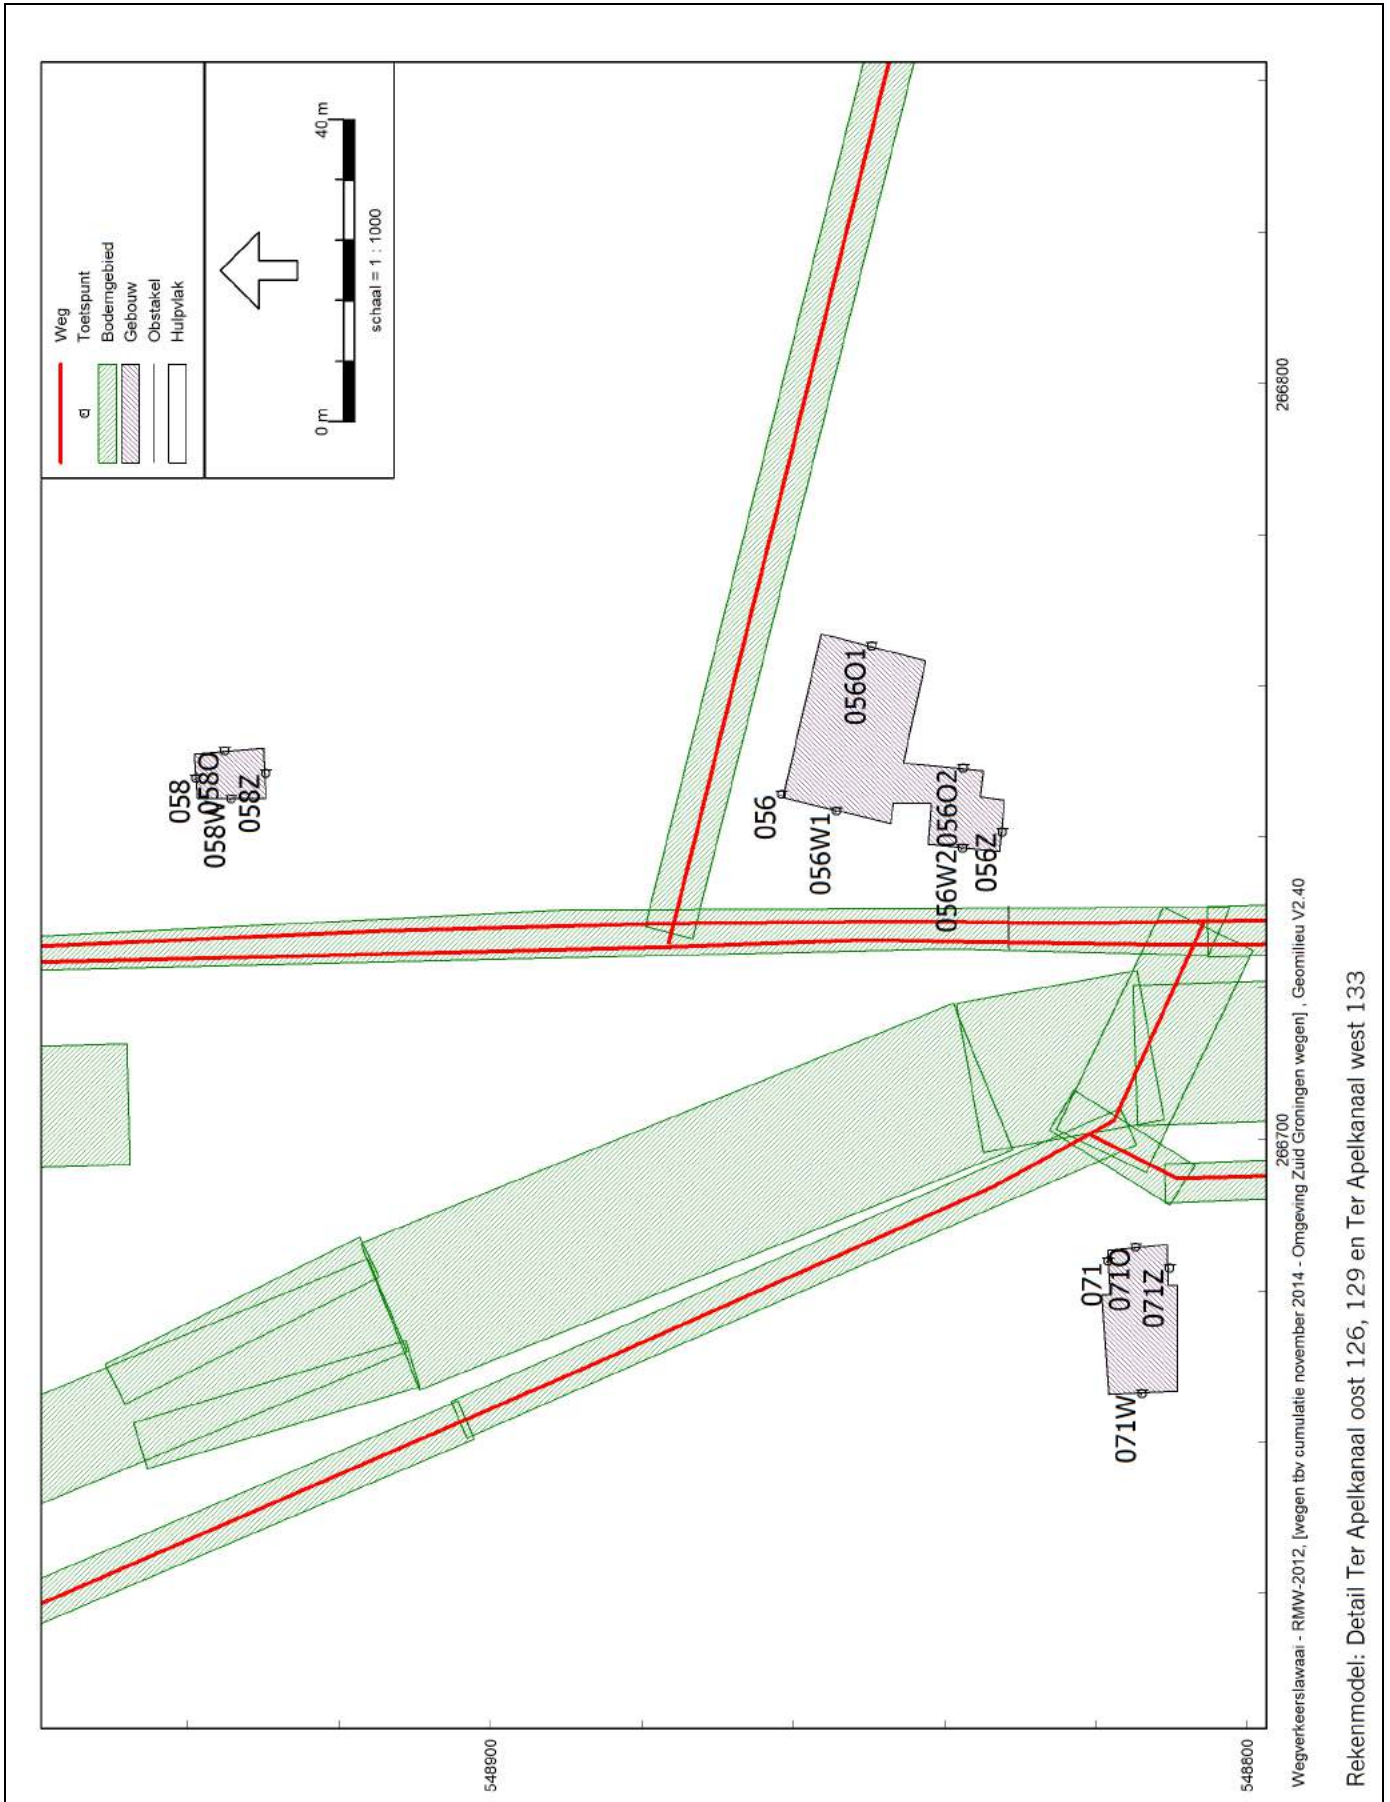 Weg
Toetspunt
Bodemgebied
Gebouw
Obstakel
Hulpvlak
0 m
40 m
schaal = 1 : 1000
058
058O
058W
058Z
056
056O1
056W1
056O2
056W2
056Z
071
071O
071Z
071W
548900
548800
266700
266800
Wegverkeerslawaai - RMW-2012, [wegen tbv cumulatie november 2014 - Omgeving Zuid Groningen wegen] , Geomilieu V2.40
Rekenmodel: Detail Ter Apelkanaal oost 126, 129 en Ter Apelkanaal west 133